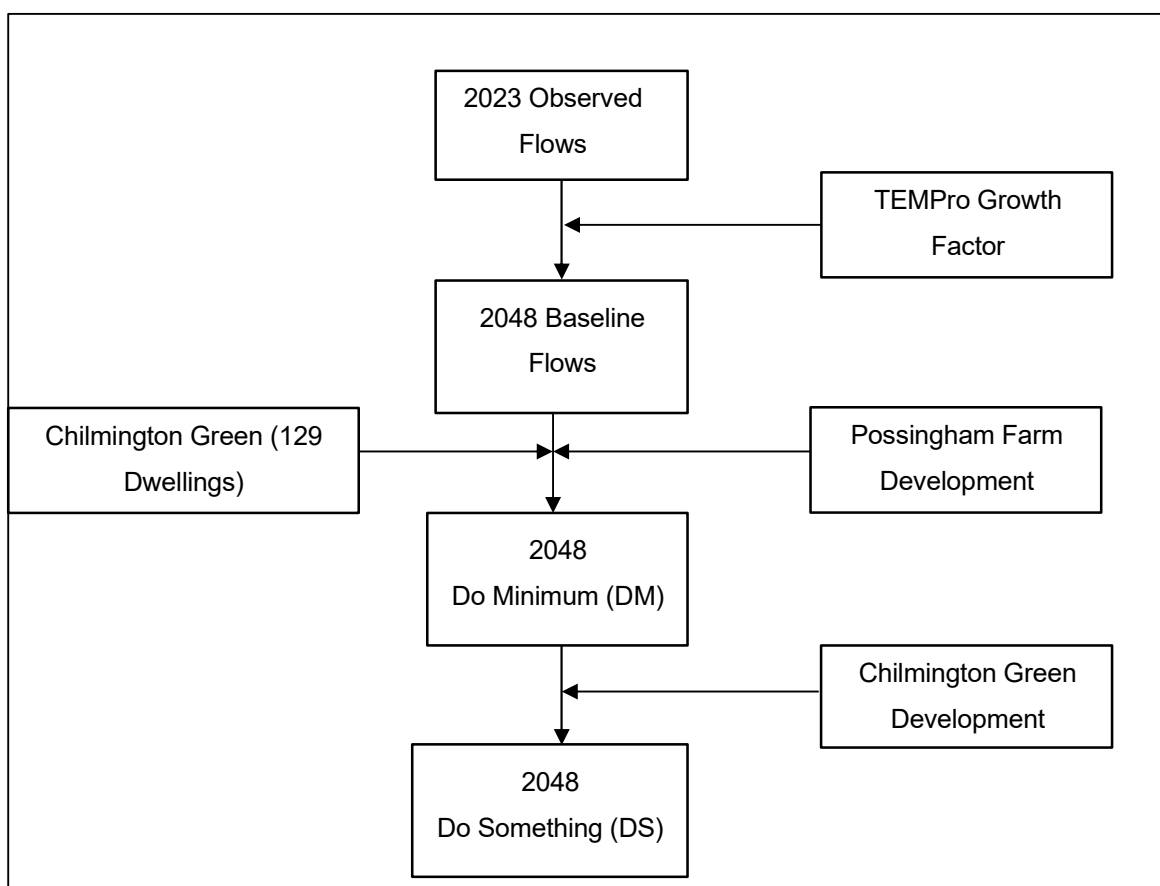 2023 Observed
Flows
TEMPro Growth
Factor
2048 Baseline
Flows
Chilmington Green (129
Dwellings)
Possingham Farm
Development
2048
Do Minimum (DM)
Chilmington Green
Development
2048
Do Something (DS)